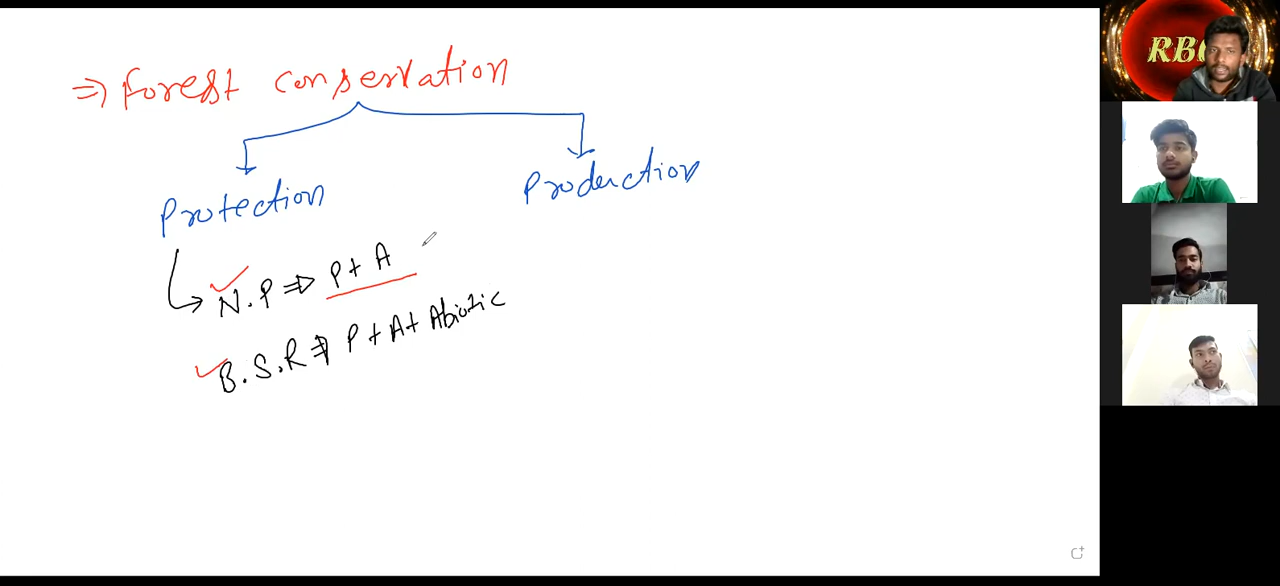 ⇒ Forest conservation
Protection
Production
N.P ⇒ P+A
B.S.R ⇒ P+A+Abiotic
RBC